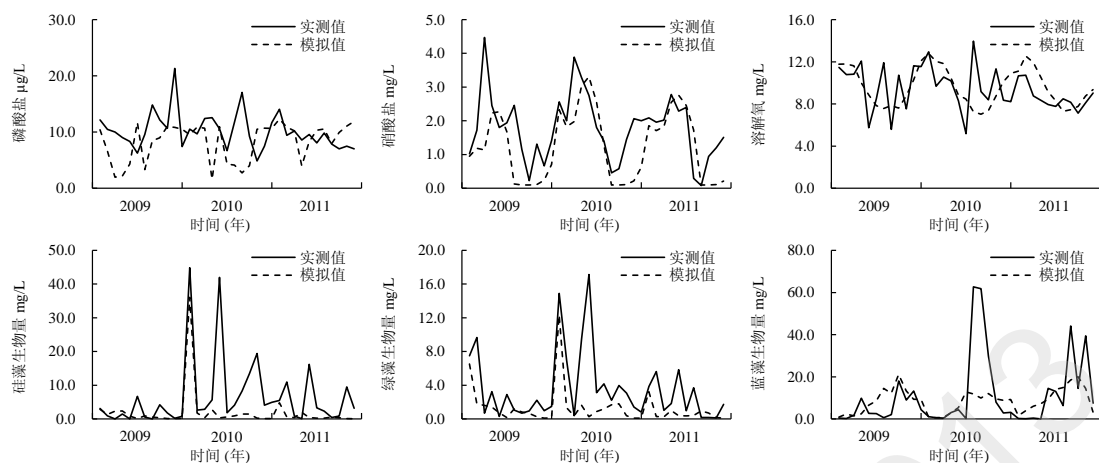 磷酸盐 μg/L
30.0
20.0
10.0
0.0
实测值
模拟值
2009
2010
2011
时间 (年)
硝酸盐 mg/L
5.0
4.0
3.0
2.0
1.0
0.0
实测值
模拟值
2009
2010
2011
时间 (年)
溶解氧 mg/L
16.0
12.0
8.0
4.0
0.0
实测值
模拟值
2009
2010
2011
时间 (年)
硅藻生物量 mg/L
50.0
40.0
30.0
20.0
10.0
0.0
实测值
模拟值
2009
2010
2011
时间 (年)
绿藻生物量 mg/L
20.0
16.0
12.0
8.0
4.0
0.0
实测值
模拟值
2009
2010
2011
时间 (年)
蓝藻生物量 mg/L
80.0
60.0
40.0
20.0
0.0
实测值
模拟值
2009
2010
2011
时间 (年)